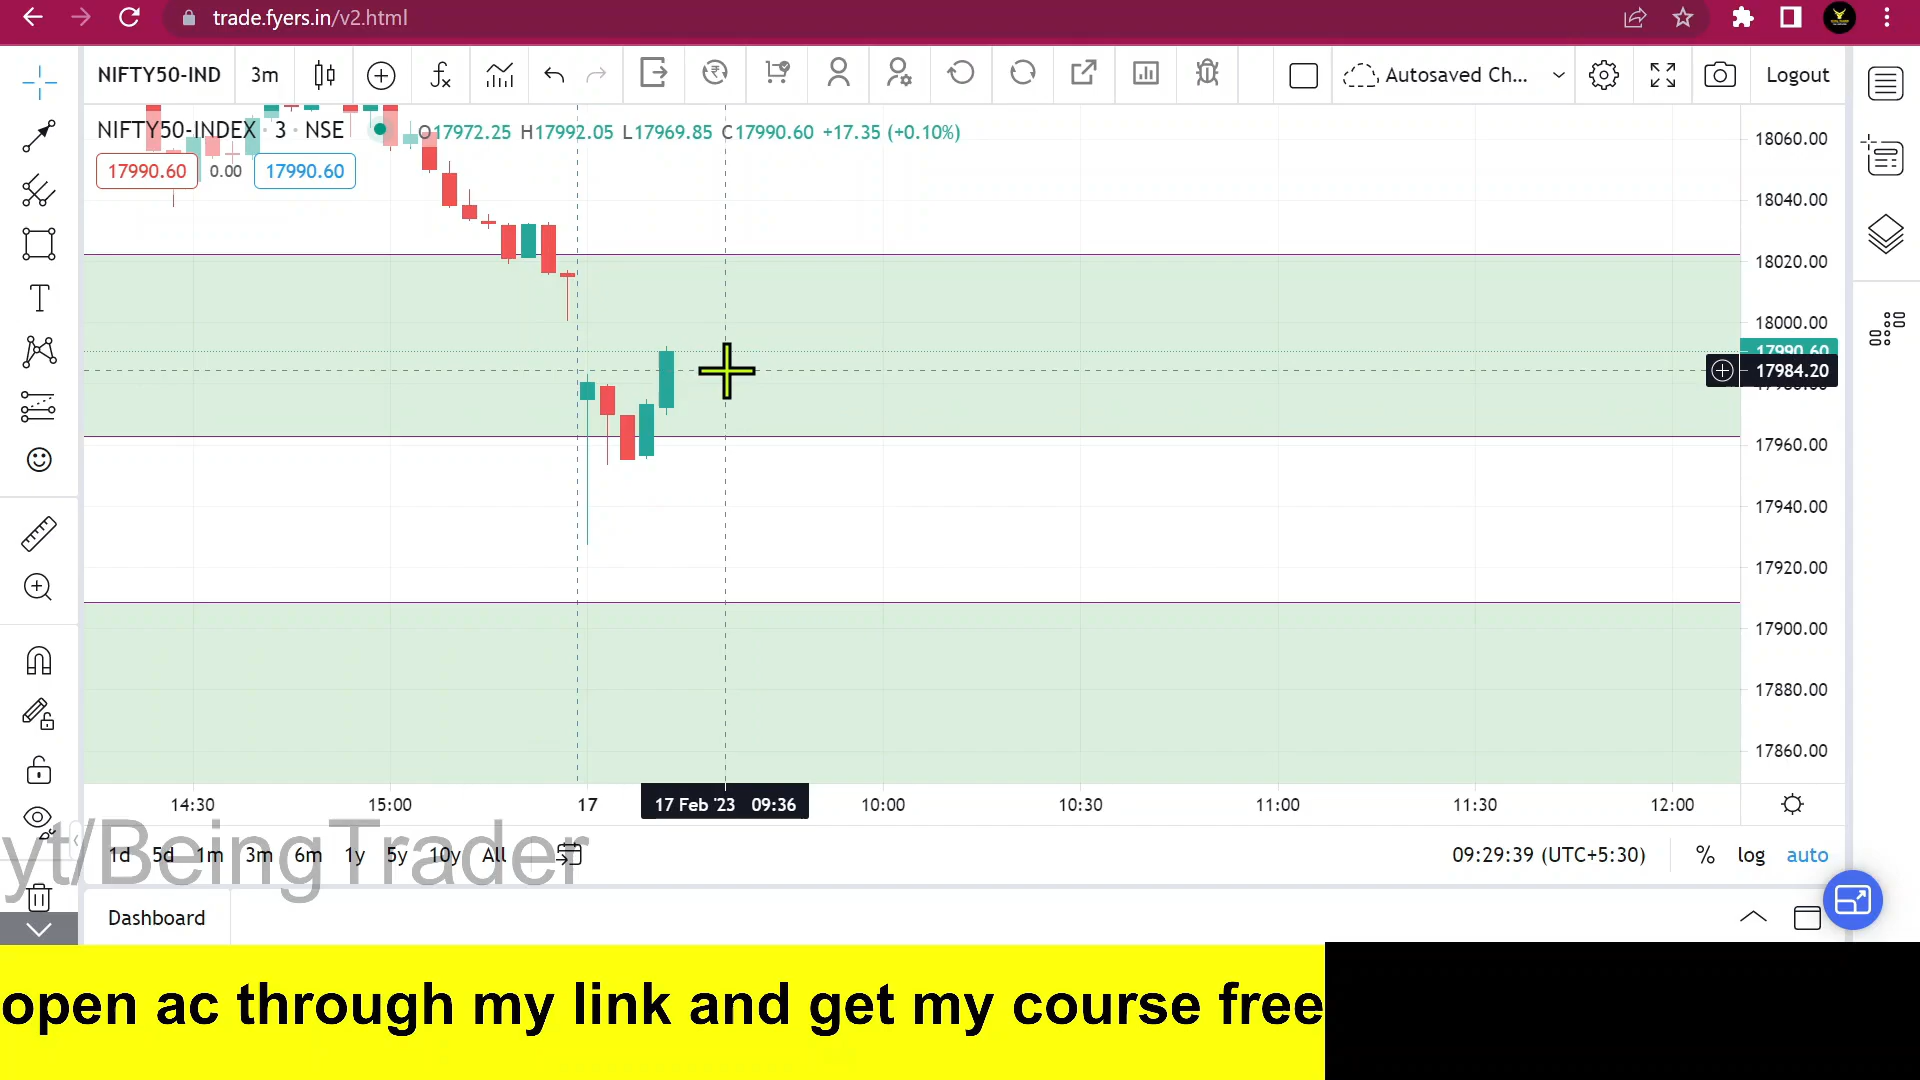 trade.fyers.in/v2.html
NIFTY50-IND 3m Autosaved Ch... Logout
NIFTY50-INDEX · 3 · NSE O17972.25 H17992.05 L17969.85 C17990.60 +17.35 (+0.10%)
17990.60 0.00 17990.60
18060.00
18040.00
18020.00
18000.00
17990.60
17984.20
17980.00
17960.00
17940.00
17920.00
17900.00
17880.00
17860.00
14:30 15:00 17 17 Feb '23 09:36 10:00 10:30 11:00 11:30 12:00
yt/BeingTrader
1d 5d 1m 3m 6m 1y 5y 10y All 09:29:39 (UTC+5:30) % log auto
Dashboard
open ac through my link and get my course free